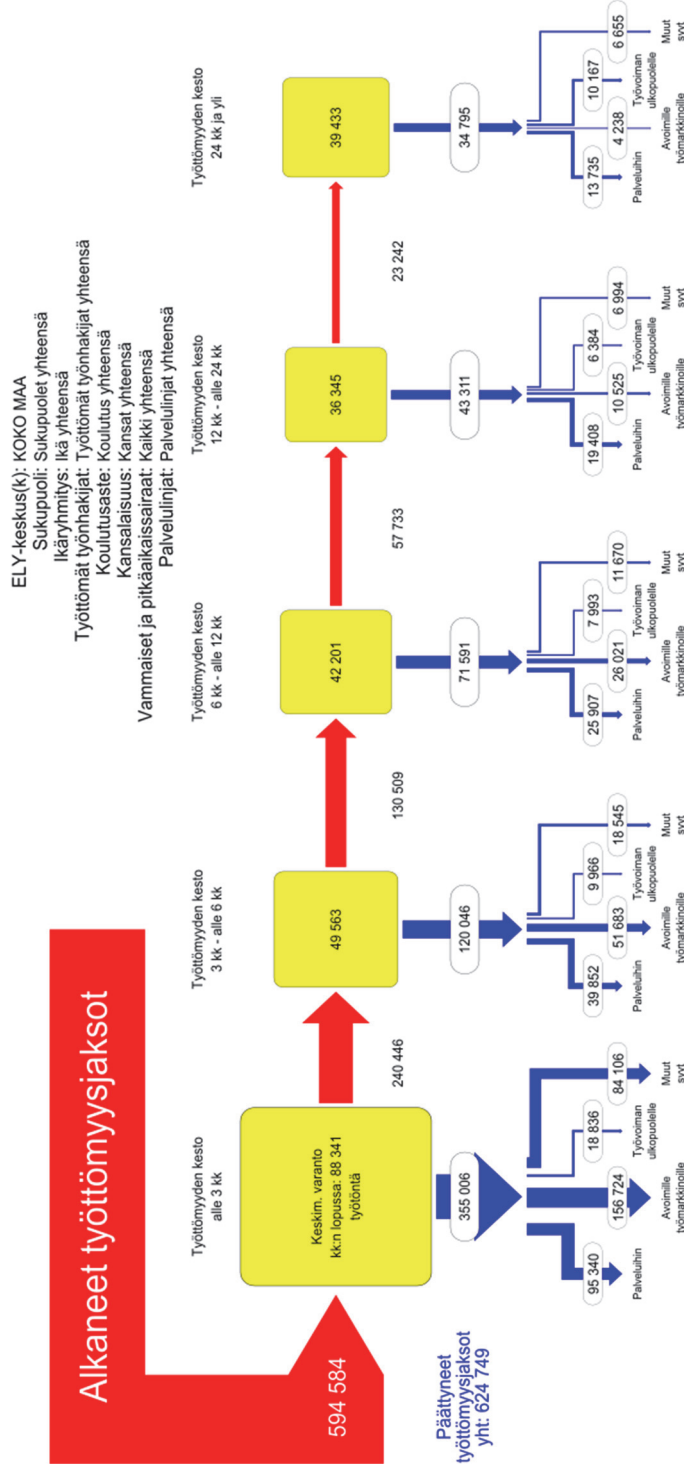 ELY-keskus(k): KOKO MAA
Sukupuoli: Sukupuolet yhteensä
Ikäryhmitys: Ikä yhteensä
Työttömät työnhakijat: Työttömät työnhakijat yhteensä
Koulutusaste: Koulutus yhteensä
Kansalaisuus: Kansat yhteensä
Vammaiset ja pitkäaikaissairaat: Kaikki yhteensä
Palvelulinjat: Palvelulinjat yhteensä
Alkaneet työttömyysjaksot
594 584
Työttömyyden kesto
alle 3 kk
Keskim. varanto
kk:n lopussa: 88 341
työtöntä
240 446
Työttömyyden kesto
3 kk - alle 6 kk
49 563
130 509
Työttömyyden kesto
6 kk - alle 12 kk
42 201
57 733
Työttömyyden kesto
12 kk - alle 24 kk
36 345
23 242
Työttömyyden kesto
24 kk ja yli
39 433
Päättyneet
työttömyysjaksot
yht: 624 749
355 006
95 340
Palveluihin
156 724
Avoimille
työmarkkinoille
18 836
Työvoiman
ulkopuolelle
84 106
Muut
syyt
120 046
39 852
Palveluihin
51 683
Avoimille
työmarkkinoille
9 966
Työvoiman
ulkopuolelle
18 545
Muut
syyt
71 591
25 907
Palveluihin
26 021
Avoimille
työmarkkinoille
7 993
Työvoiman
ulkopuolelle
11 670
Muut
syyt
43 311
19 408
Palveluihin
10 525
Avoimille
työmarkkinoille
6 384
Työvoiman
ulkopuolelle
6 994
Muut
syyt
34 795
13 735
Palveluihin
4 238
Avoimille
työmarkkinoille
10 167
Työvoiman
ulkopuolelle
6 655
Muut
syyt